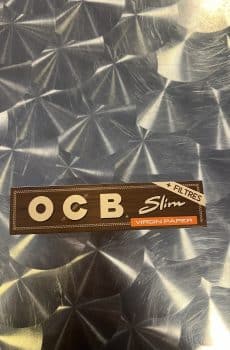 OCB Slim + FILTRES
VIRGIN PAPER